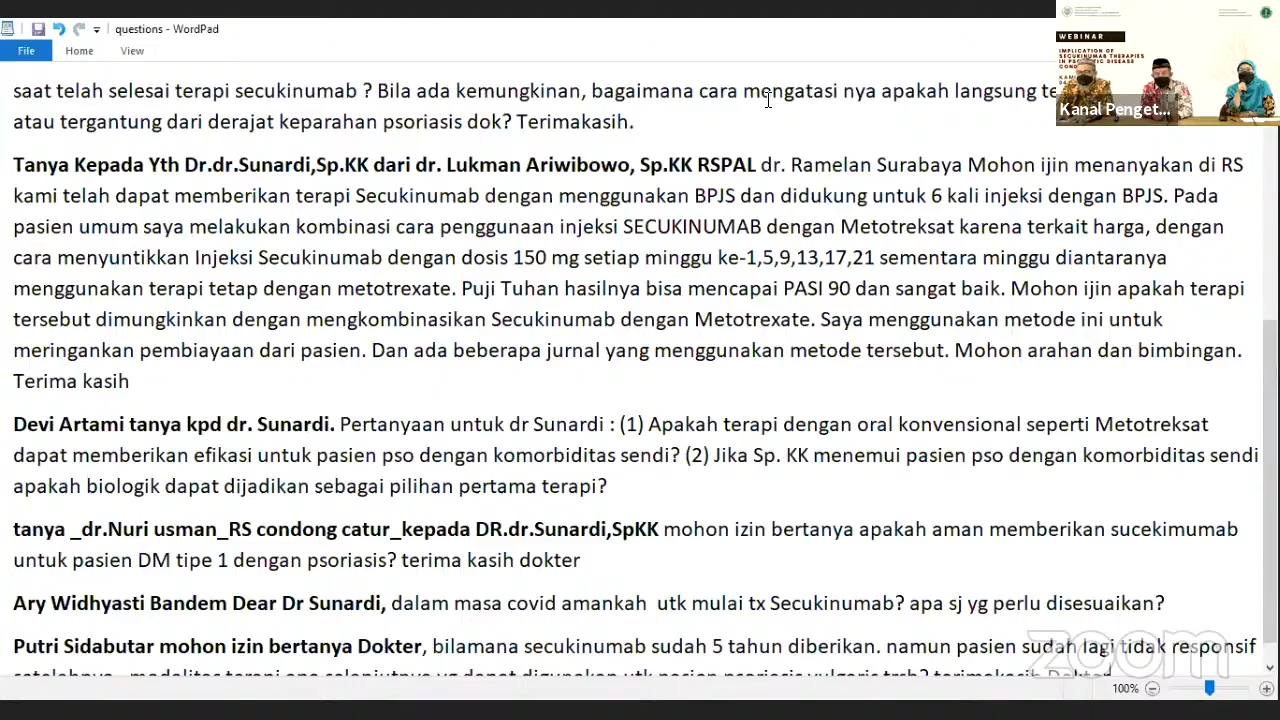 questions - WordPad
File Home View
saat telah selesai terapi secukinumab ? Bila ada kemungkinan, bagaimana cara mengatasi nya apakah langsung
atau tergantung dari derajat keparahan psoriasis dok? Terimakasih.
Tanya Kepada Yth Dr.dr.Sunardi,Sp.KK dari dr. Lukman Ariwibowo, Sp.KK RSPAL dr. Ramelan Surabaya Mohon ijin menanyakan di RS
kami telah dapat memberikan terapi Secukinumab dengan menggunakan BPJS dan didukung untuk 6 kali injeksi dengan BPJS. Pada
pasien umum saya melakukan kombinasi cara penggunaan injeksi SECUKINUMAB dengan Metotreksat karena terkait harga, dengan
cara menyuntikkan Injeksi Secukinumab dengan dosis 150 mg setiap minggu ke-1,5,9,13,17,21 sementara minggu diantaranya
menggunakan terapi tetap dengan metotrexate. Puji Tuhan hasilnya bisa mencapai PASI 90 dan sangat baik. Mohon ijin apakah terapi
tersebut dimungkinkan dengan mengkombinasikan Secukinumab dengan Metotrexate. Saya menggunakan metode ini untuk
meringankan pembiayaan dari pasien. Dan ada beberapa jurnal yang menggunakan metode tersebut. Mohon arahan dan bimbingan.
Terima kasih
Devi Artami tanya kpd dr. Sunardi. Pertanyaan untuk dr Sunardi : (1) Apakah terapi dengan oral konvensional seperti Metotreksat
dapat memberikan efikasi untuk pasien pso dengan komorbiditas sendi? (2) Jika Sp. KK menemui pasien pso dengan komorbiditas sendi
apakah biologik dapat dijadikan sebagai pilihan pertama terapi?
tanya _dr.Nuri usman_RS condong catur_kepada DR.dr.Sunardi,SpKK mohon izin bertanya apakah aman memberikan sucekimumab
untuk pasien DM tipe 1 dengan psoriasis? terima kasih dokter
Ary Widhyasti Bandem Dear Dr Sunardi, dalam masa covid amankah utk mulai tx Secukinumab? apa sj yg perlu disesuaikan?
Putri Sidabutar mohon izin bertanya Dokter, bilamana secukinumab sudah 5 tahun diberikan. namun pasien sudah lagi tidak responsif
zoom
100%
WEBINAR
IMPLICATION OF
SECUKINUMAB THERAPIES
Kanal Penget...